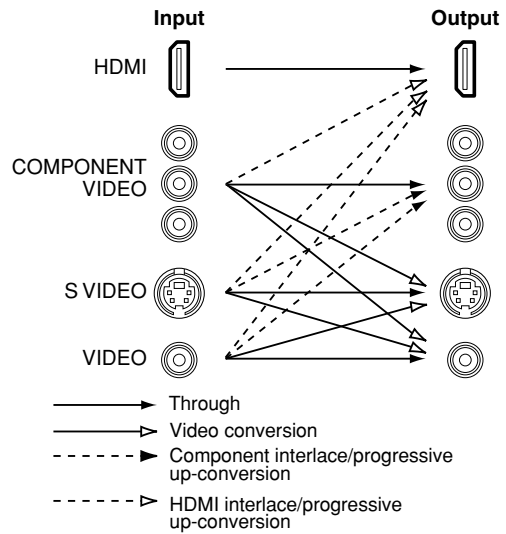 Input Output
HDMI
COMPONENT
VIDEO
S VIDEO
VIDEO
Through
Video conversion
Component interlace/progressive
up-conversion
HDMI interlace/progressive
up-conversion